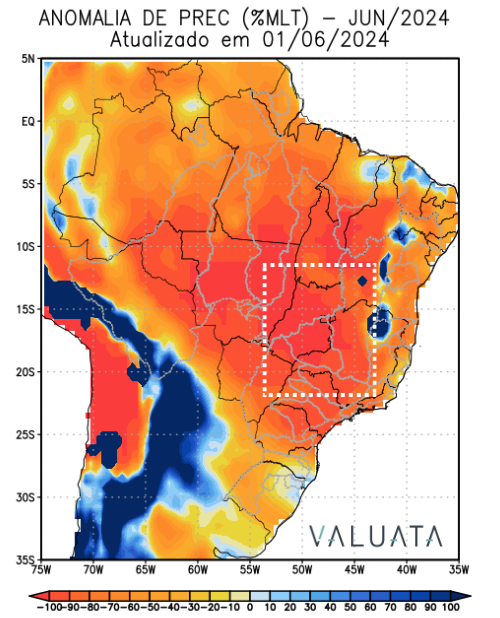 ANOMALIA DE PREC (%MLT) – JUN/2024
Atualizado em 01/06/2024
5N
EQ
5S
10S
15S
20S
25S
30S
35S
VALUATA
75W 70W 65W 60W 55W 50W 45W 40W 35W
-100 -90 -80 -70 -60 -50 -40 -30 -20 -10 0 10 20 30 40 50 60 70 80 90 100